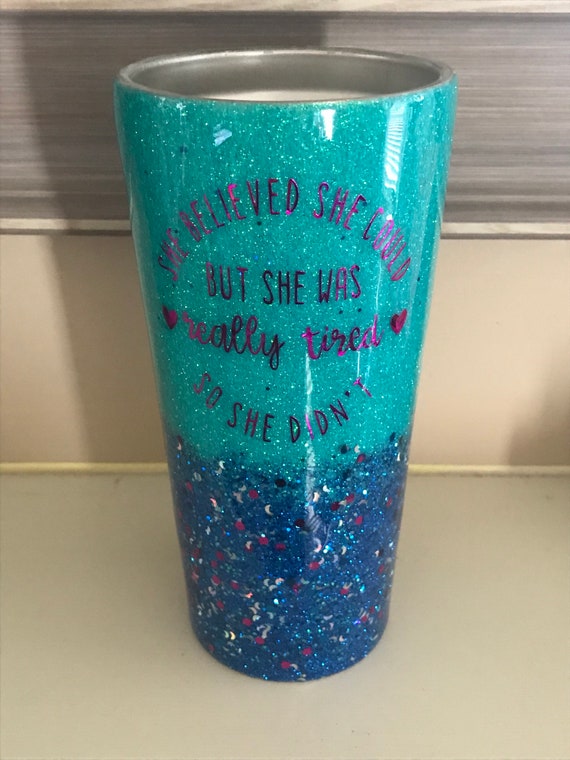 SHE BELIEVED SHE COULD
BUT SHE WAS
really tired
SO SHE DIDN'T